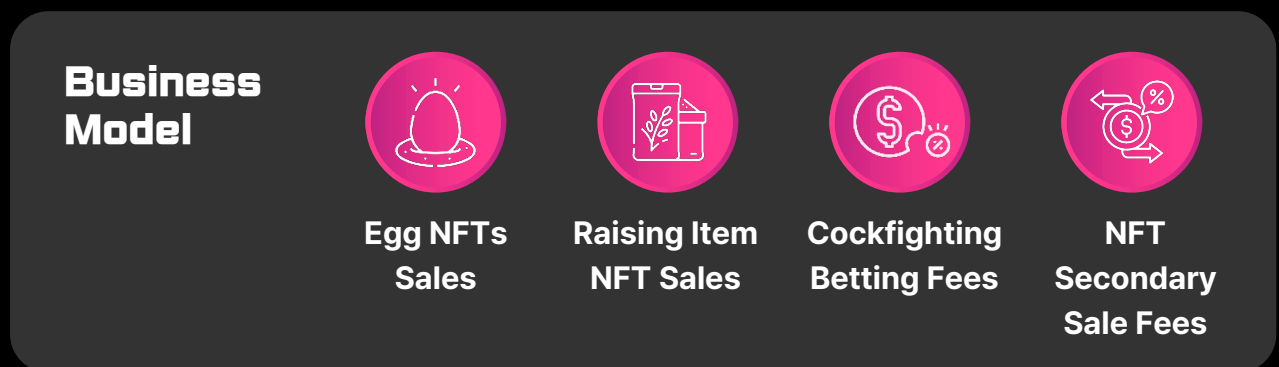 Business
Model
Egg NFTs
Sales
Raising Item
NFT Sales
Cockfighting
Betting Fees
NFT
Secondary
Sale Fees